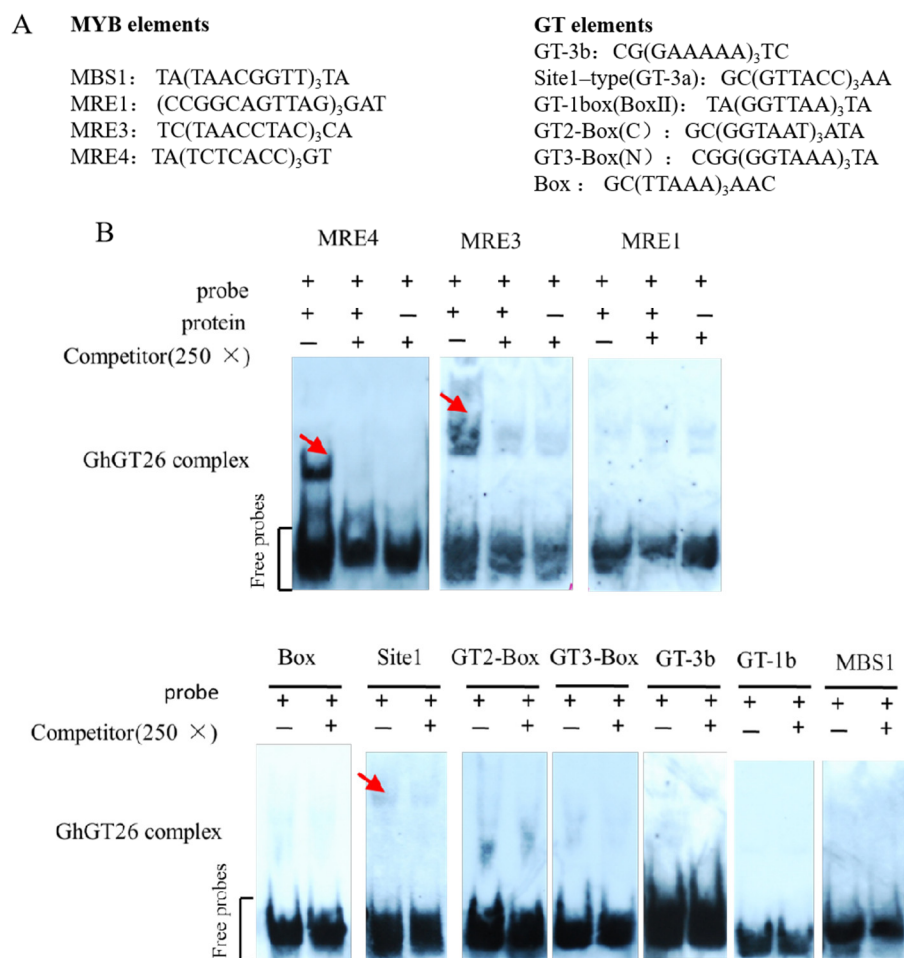 A
MYB elements
MBS1: TA(TAACGGTT)₃TA
MRE1: (CCGGCAGTTAG)₃GAT
MRE3: TC(TAACCTAC)₃CA
MRE4: TA(TCTCACC)₃GT
GT elements
GT-3b: CG(GAAAAA)₃TC
Site1–type(GT-3a): GC(GTTACC)₃AA
GT-1box(BoxII): TA(GGTTAA)₃TA
GT2-Box(C): GC(GGTAAT)₃ATA
GT3-Box(N): CGG(GGTAAA)₃TA
Box: GC(TTAAA)₃AAC
B
MRE4 MRE3 MRE1
probe + + + + + + + + +
protein + + − + + − + + −
Competitor(250 ×) − + + − + + − + +
GhGT26 complex
Free probes
Box Site1 GT2-Box GT3-Box GT-3b GT-1b MBS1
probe + + + + + + + + + + + + + +
Competitor(250 ×) − + − + − + − + − + − + − +
GhGT26 complex
Free probes